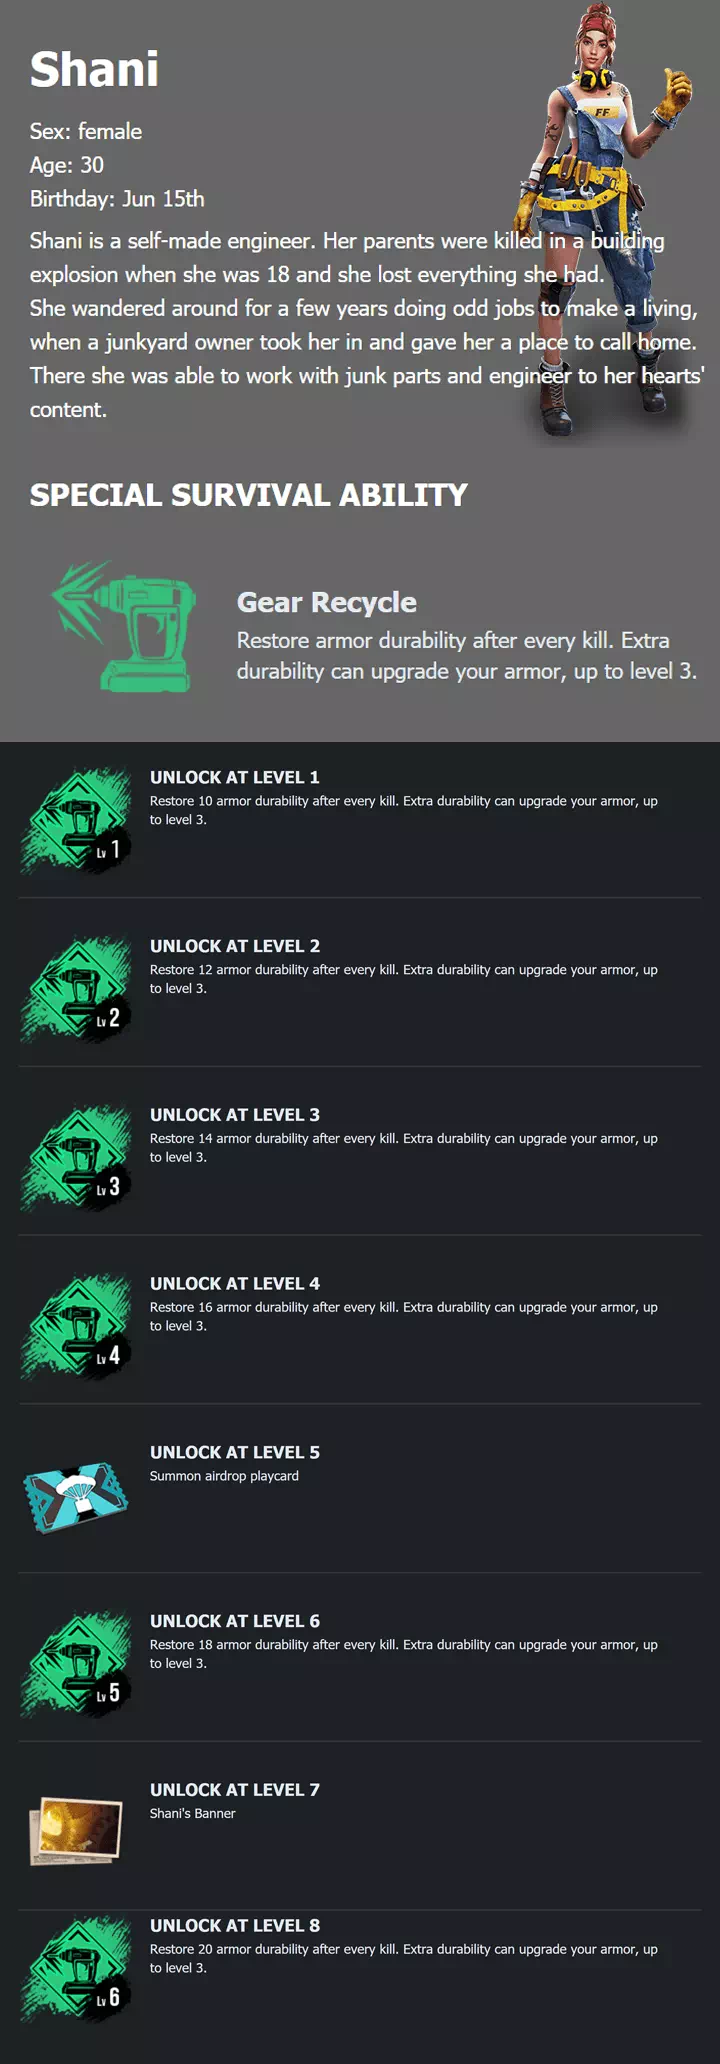 Shani
FF
Sex: female
Age: 30
Birthday: Jun 15th
Shani is a self-made engineer. Her parents were killed in a building
explosion when she was 18 and she lost everything she had.
She wandered around for a few years doing odd jobs to make a living,
when a junkyard owner took her in and gave her a place to call home.
There she was able to work with junk parts and engineer to her hearts'
content.
SPECIAL SURVIVAL ABILITY
Gear Recycle
Restore armor durability after every kill. Extra
durability can upgrade your armor, up to level 3.
UNLOCK AT LEVEL 1
Restore 10 armor durability after every kill. Extra durability can upgrade your armor, up
to level 3.
Lv 1
UNLOCK AT LEVEL 2
Restore 12 armor durability after every kill. Extra durability can upgrade your armor, up
to level 3.
Lv 2
UNLOCK AT LEVEL 3
Restore 14 armor durability after every kill. Extra durability can upgrade your armor, up
to level 3.
Lv 3
UNLOCK AT LEVEL 4
Restore 16 armor durability after every kill. Extra durability can upgrade your armor, up
to level 3.
Lv 4
UNLOCK AT LEVEL 5
Summon airdrop playcard
UNLOCK AT LEVEL 6
Restore 18 armor durability after every kill. Extra durability can upgrade your armor, up
to level 3.
Lv 5
UNLOCK AT LEVEL 7
Shani's Banner
UNLOCK AT LEVEL 8
Restore 20 armor durability after every kill. Extra durability can upgrade your armor, up
to level 3.
Lv 6